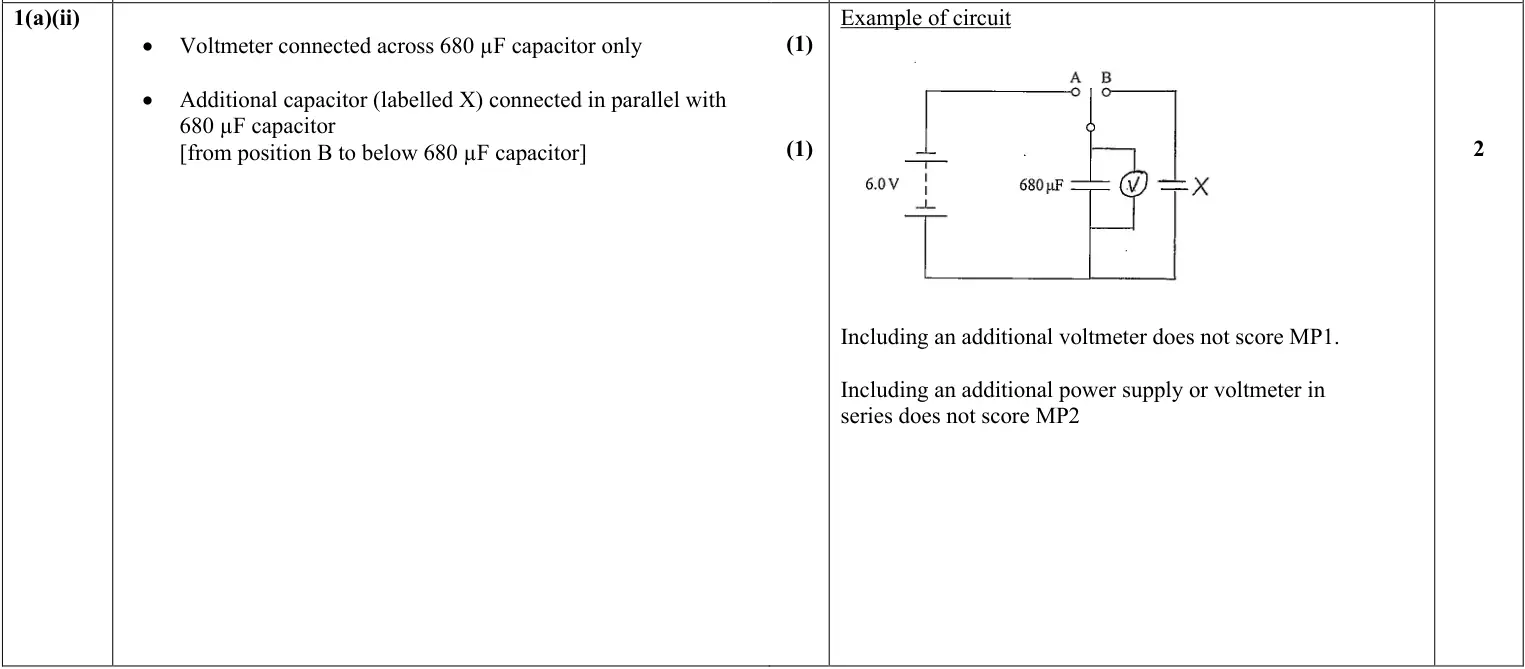 1(a)(ii)
• Voltmeter connected across 680 µF capacitor only (1)
• Additional capacitor (labelled X) connected in parallel with
680 µF capacitor
[from position B to below 680 µF capacitor] (1)
Example of circuit
A B
6.0 V
680 µF
V
X
Including an additional voltmeter does not score MP1.
Including an additional power supply or voltmeter in
series does not score MP2
2